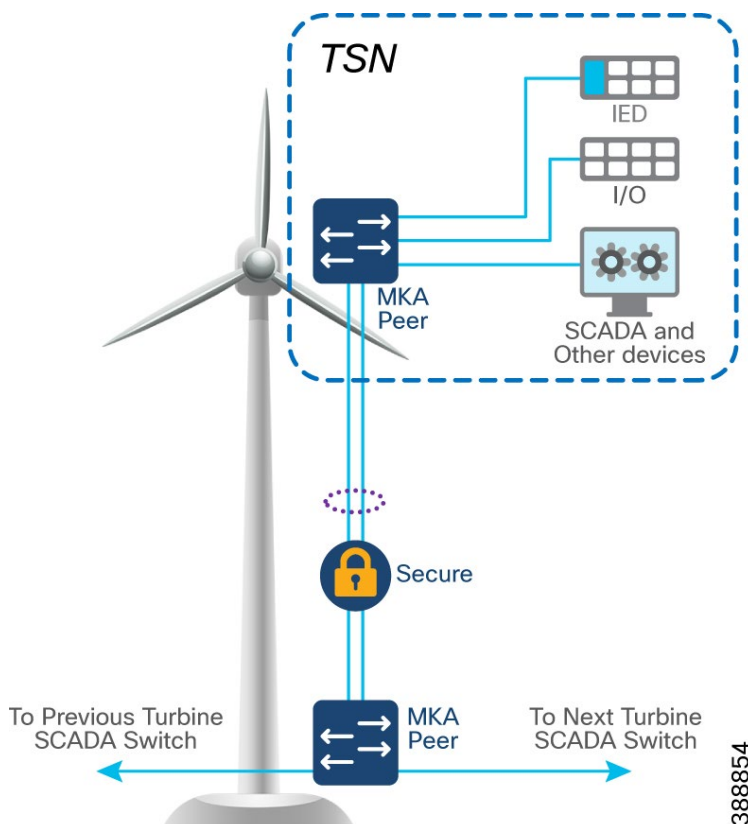 TSN
IED
I/O
MKA
Peer
SCADA and
Other devices
Secure
To Previous Turbine
SCADA Switch
MKA
Peer
To Next Turbine
SCADA Switch
388854